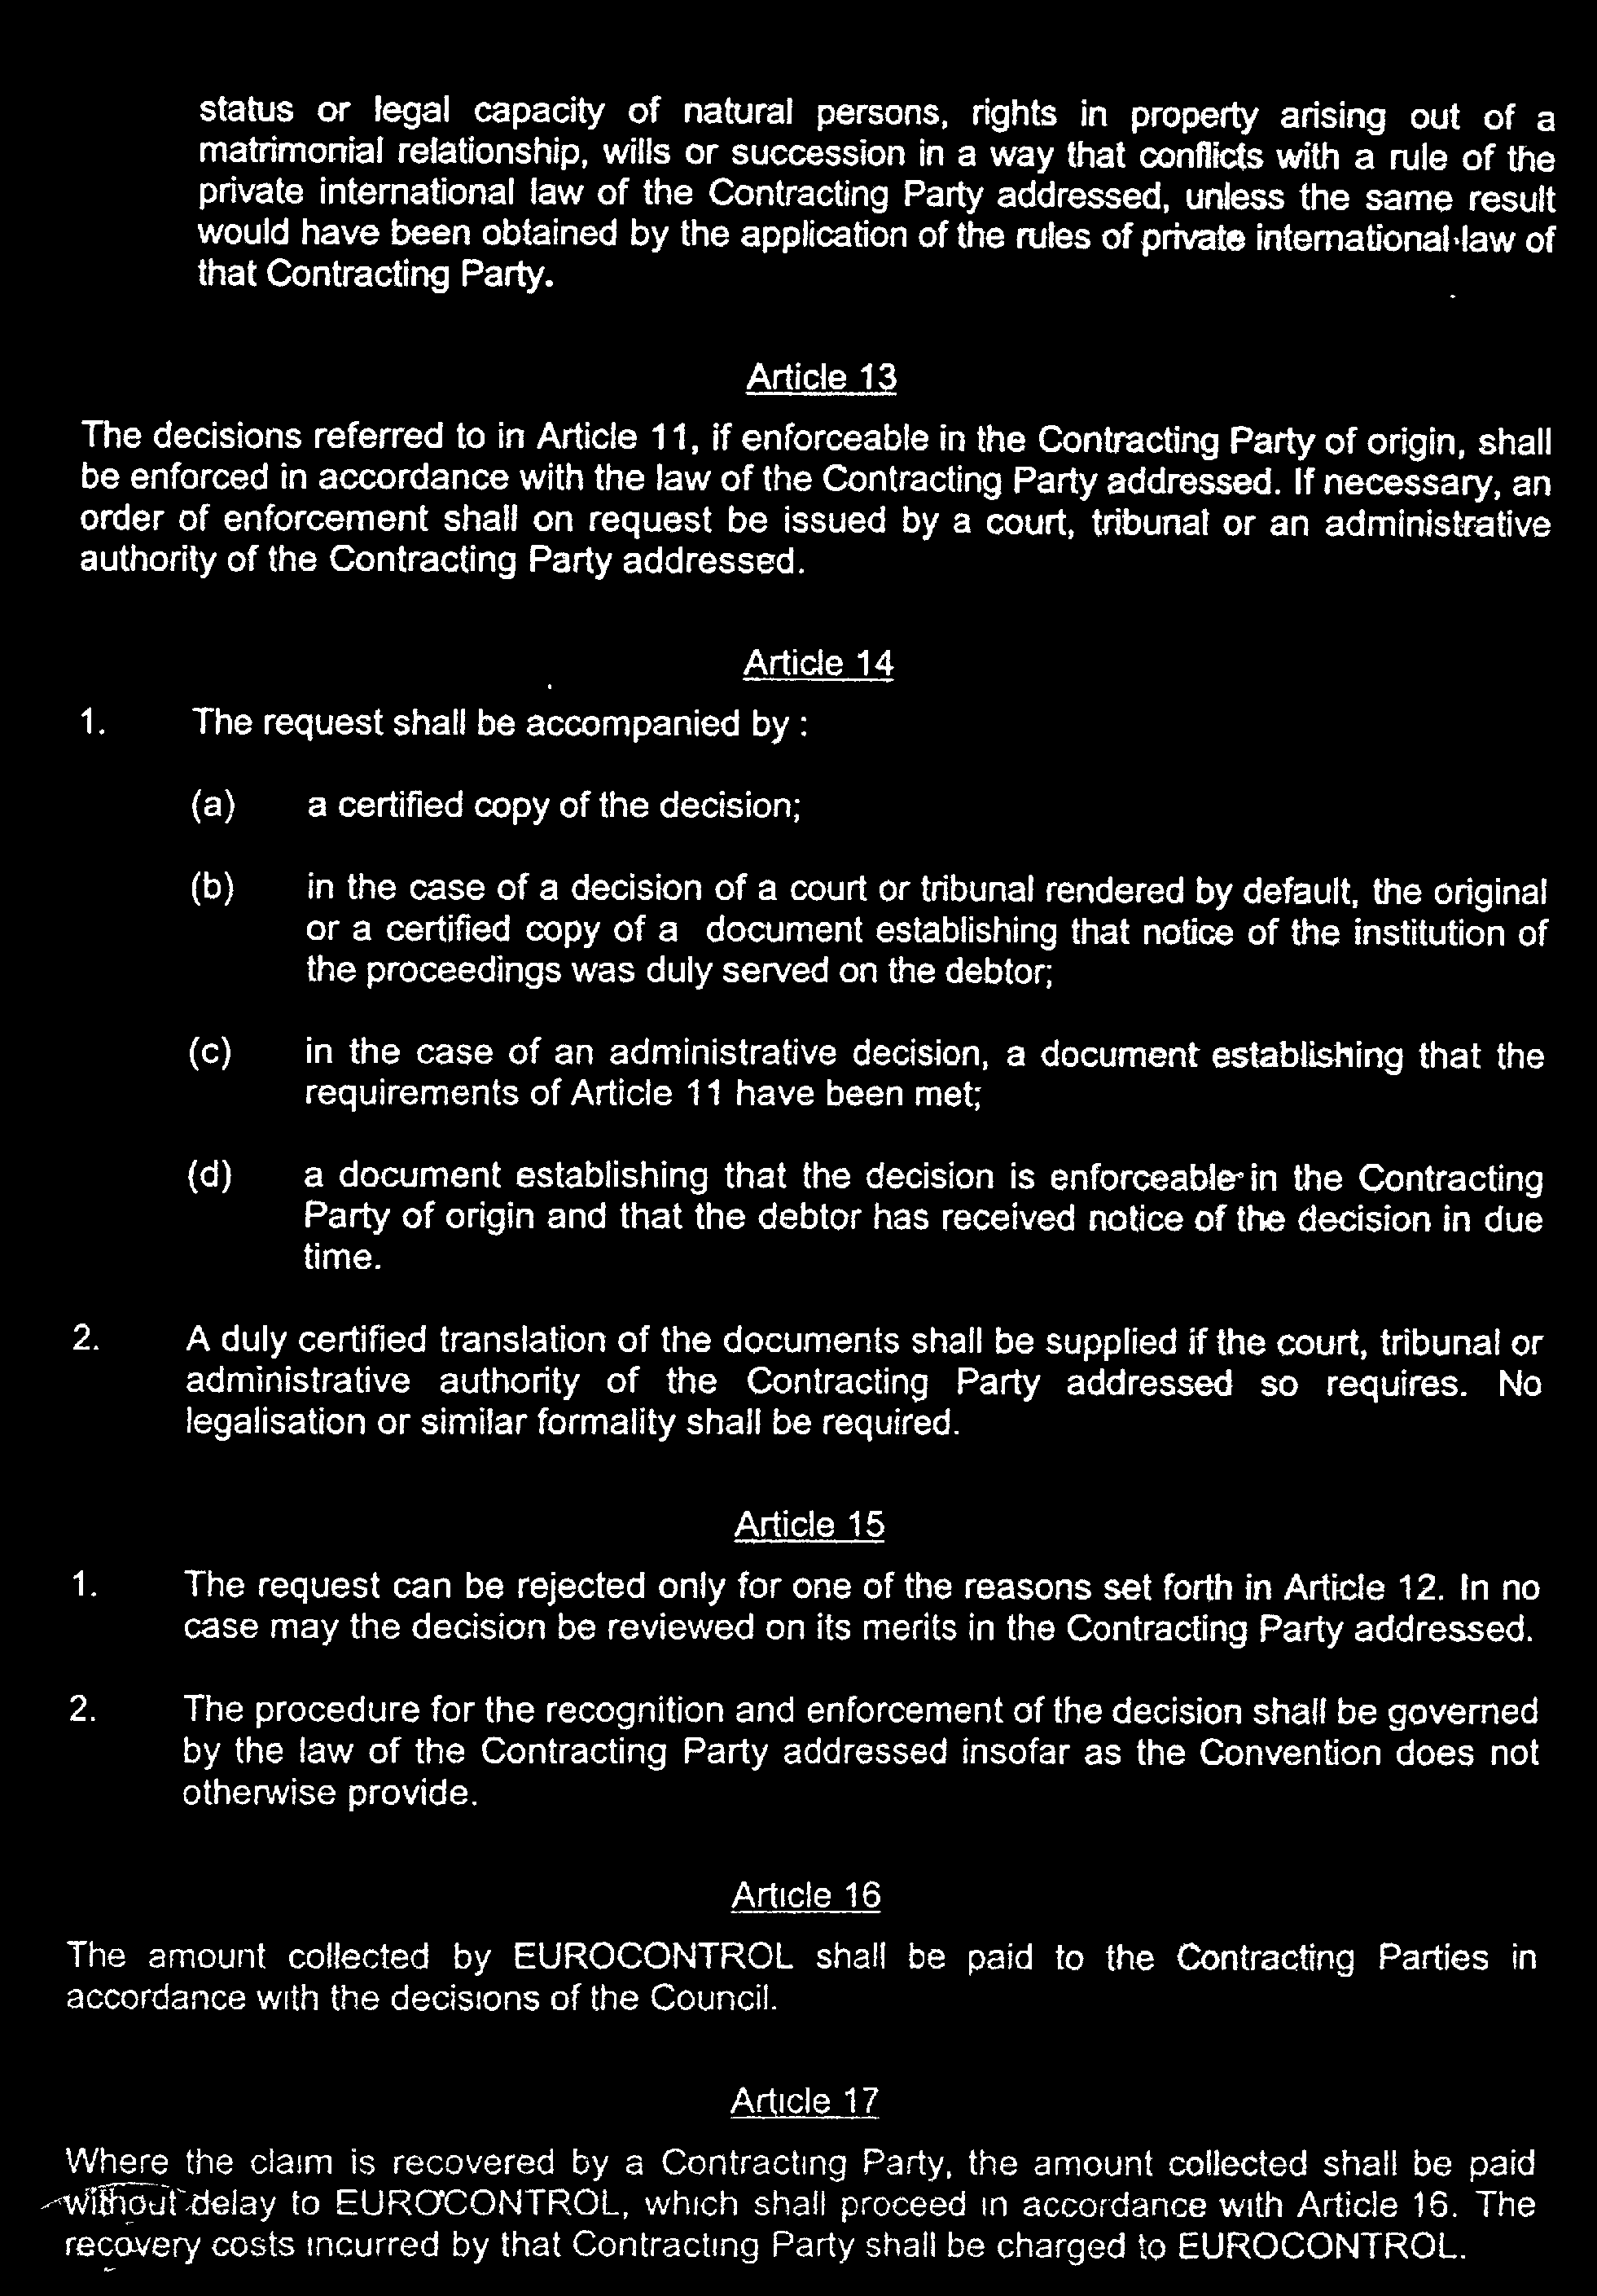 status or legal capacity of natural persons, rights in property arising out of a
matrimonial relationship, wills or succession in a way that conflicts with a rule of the
private international law of the Contracting Party addressed, unless the same result
would have been obtained by the application of the rules of private international law of
that Contracting Party.
Article 13
The decisions referred to in Article 11, if enforceable in the Contracting Party of origin, shall
be enforced in accordance with the law of the Contracting Party addressed. If necessary, an
order of enforcement shall on request be issued by a court, tribunal or an administrative
authority of the Contracting Party addressed.
Article 14
1. The request shall be accompanied by :
(a) a certified copy of the decision;
(b) in the case of a decision of a court or tribunal rendered by default, the original
or a certified copy of a document establishing that notice of the institution of
the proceedings was duly served on the debtor;
(c) in the case of an administrative decision, a document establishing that the
requirements of Article 11 have been met;
(d) a document establishing that the decision is enforceable in the Contracting
Party of origin and that the debtor has received notice of the decision in due
time.
2. A duly certified translation of the documents shall be supplied if the court, tribunal or
administrative authority of the Contracting Party addressed so requires. No
legalisation or similar formality shall be required.
Article 15
1. The request can be rejected only for one of the reasons set forth in Article 12. In no
case may the decision be reviewed on its merits in the Contracting Party addressed.
2. The procedure for the recognition and enforcement of the decision shall be governed
by the law of the Contracting Party addressed insofar as the Convention does not
otherwise provide.
Article 16
The amount collected by EUROCONTROL shall be paid to the Contracting Parties in
accordance with the decisions of the Council.
Article 17
Where the claim is recovered by a Contracting Party, the amount collected shall be paid
without delay to EUROCONTROL, which shall proceed in accordance with Article 16. The
recovery costs incurred by that Contracting Party shall be charged to EUROCONTROL.